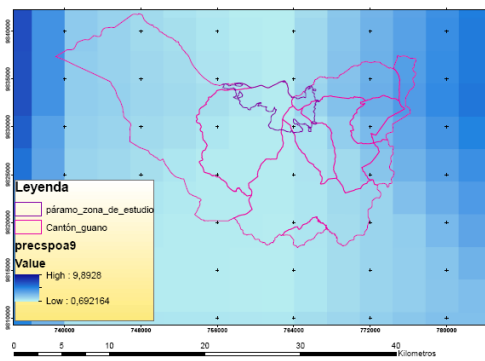 Leyenda
páramo_zona_de_estudio
Cantón_guano
precspoa9
Value
High : 9,8928
Low : 0,692164
740000 748000 756000 764000 772000 780000
0 5 10 20 30 40
Kilometros